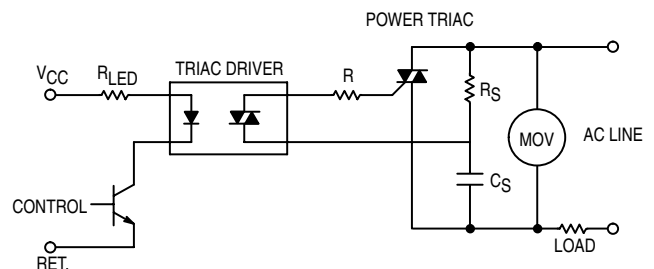 POWER TRIAC
VCC
RLED
TRIAC DRIVER
R
RS
MOV
AC LINE
CS
CONTROL
LOAD
RET.